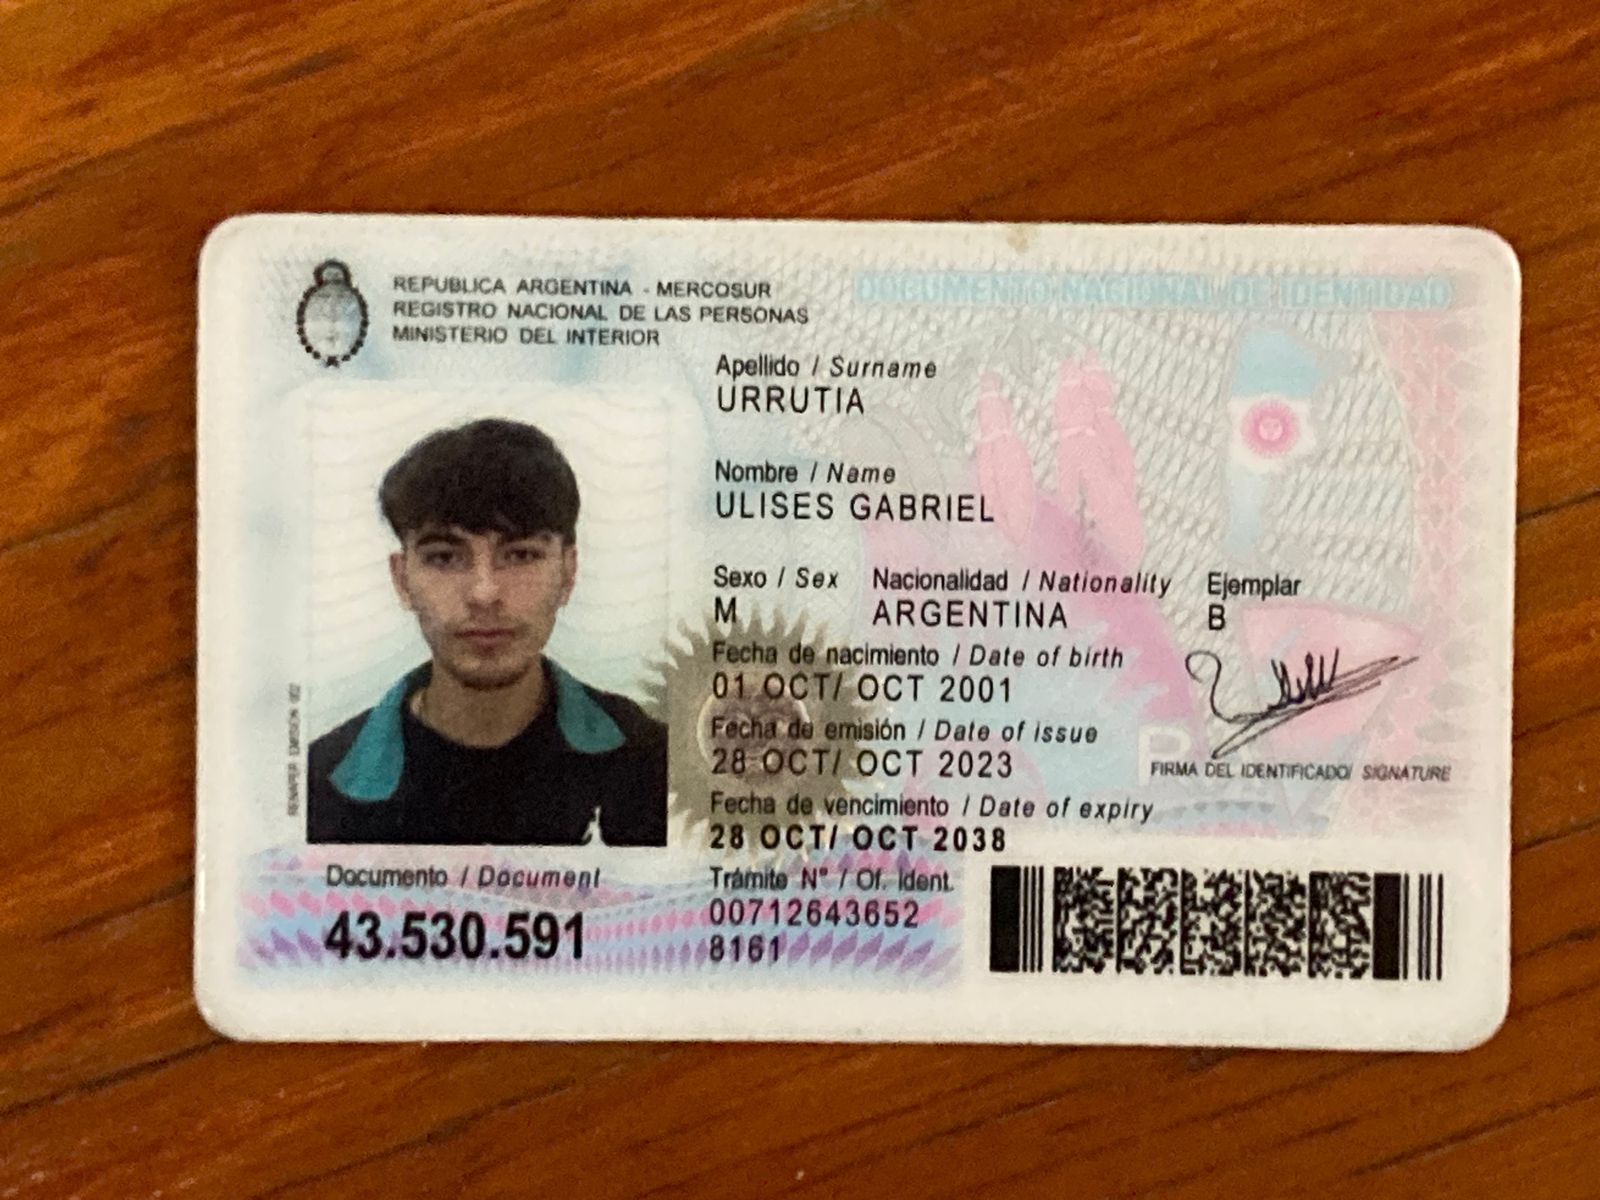 REPUBLICA ARGENTINA - MERCOSUR
REGISTRO NACIONAL DE LAS PERSONAS
MINISTERIO DEL INTERIOR
DOCUMENTO NACIONAL DE IDENTIDAD
Apellido / Surname
URRUTIA
Nombre / Name
ULISES GABRIEL
Sexo / Sex Nacionalidad / Nationality Ejemplar
M ARGENTINA B
Fecha de nacimiento / Date of birth
01 OCT/ OCT 2001
Fecha de emisión / Date of issue
28 OCT/ OCT 2023
FIRMA DEL IDENTIFICADO/ SIGNATURE
Fecha de vencimiento / Date of expiry
28 OCT/ OCT 2038
Documento / Document
43.530.591
Trámite N° / Of. Ident.
00712643652
8161